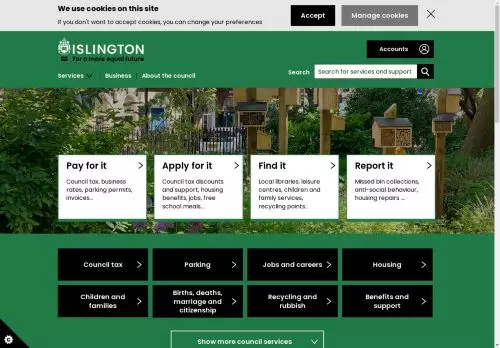 We use cookies on this site
If you don't want to accept cookies, you can change your preferences
Accept
Manage cookies
ISLINGTON
For a more equal future
Accounts
Services
Business
About the council
Search
Search for services and support
Pay for it
Council tax, business
rates, parking permits,
invoices...
Apply for it
Council tax discounts
and support, housing
benefits, jobs, free
school meals...
Find it
Local libraries, leisure
centres, children and
family services,
recycling points..
Report it
Missed bin collections,
anti-social behaviour,
housing repairs ...
Council tax
Parking
Jobs and careers
Housing
Children and
families
Births, deaths,
marriage and
citizenship
Recycling and
rubbish
Benefits and
support
Show more council services